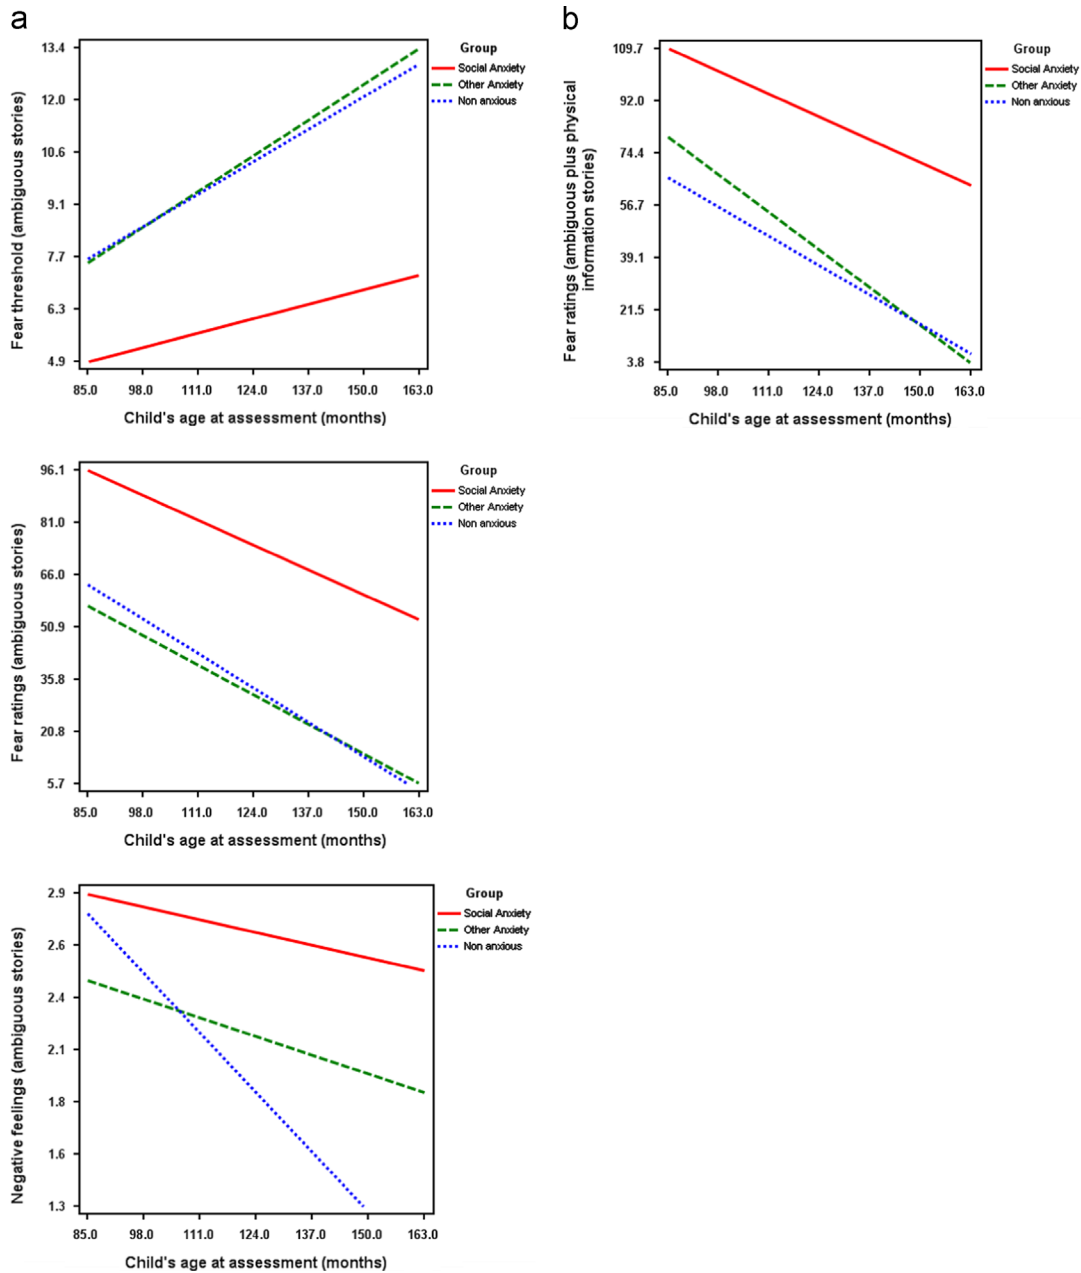 a
Fear threshold (ambiguous stories)
13.4
12.0
10.6
9.1
7.7
6.3
4.9
85.0 98.0 111.0 124.0 137.0 150.0 163.0
Child's age at assessment (months)
Group
Social Anxiety
Other Anxiety
Non anxious
b
Fear ratings (ambiguous plus physical
information stories)
109.7
92.0
74.4
56.7
39.1
21.5
3.8
85.0 98.0 111.0 124.0 137.0 150.0 163.0
Child's age at assessment (months)
Group
Social Anxiety
Other Anxiety
Non anxious
Fear ratings (ambiguous stories)
96.1
81.0
66.0
50.9
35.8
20.8
5.7
85.0 98.0 111.0 124.0 137.0 150.0 163.0
Child's age at assessment (months)
Group
Social Anxiety
Other Anxiety
Non anxious
Negative feelings (ambiguous stories)
2.9
2.6
2.4
2.1
1.8
1.6
1.3
85.0 98.0 111.0 124.0 137.0 150.0 163.0
Child's age at assessment (months)
Group
Social Anxiety
Other Anxiety
Non anxious